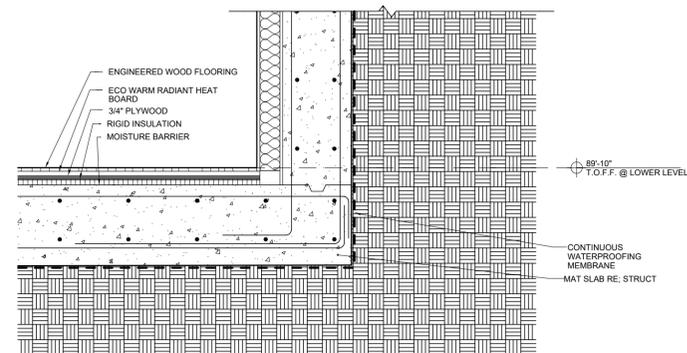 ENGINEERED WOOD FLOORING
ECO WARM RADIANT HEAT
BOARD
3/4" PLYWOOD
RIGID INSULATION
MOISTURE BARRIER
89'-10"
T.O.F.F. @ LOWER LEVEL
CONTINUOUS
WATERPROOFING
MEMBRANE
MAT SLAB RE; STRUCT